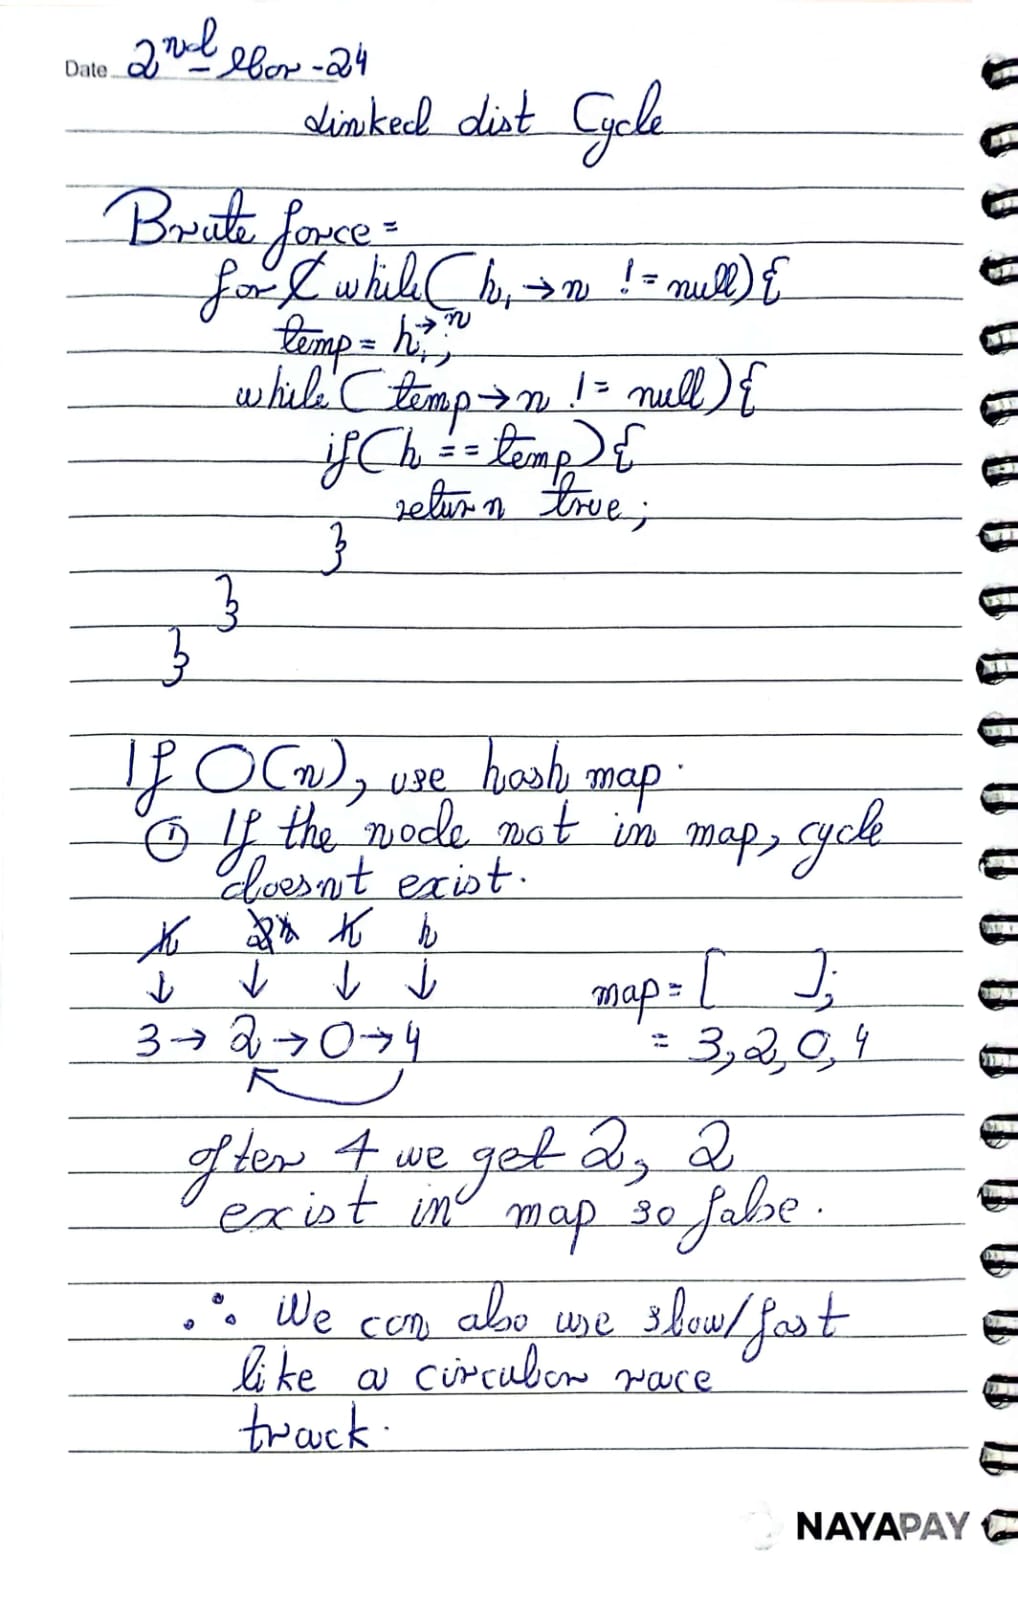 Date 2nd Mar - 24
Linked List Cycle
Brute force =
for while(h, → n != null){
temp = h,→n;
while(temp→n != null){
if(h == temp){
return true;
}
}
}
If O(n), use hash map.
① If the node not in map, cycle
doesnt exist.
h h h
↓ ↓ ↓ ↓
map = [ ];
3 → 2 → 0 → 4
= 3, 2, 0, 4
after 4 we get 2, 2
exist in map so false.
∴ We can also use slow/fast
like a circular race
track.
NAYAPAY